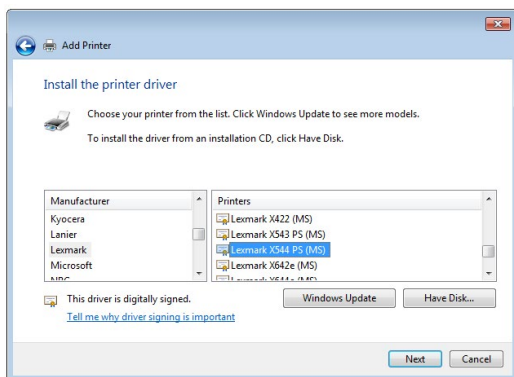 Add Printer
Install the printer driver
Choose your printer from the list. Click Windows Update to see more models.
To install the driver from an installation CD, click Have Disk.
Manufacturer
Kyocera
Lanier
Lexmark
Microsoft
Printers
Lexmark X422 (MS)
Lexmark X543 PS (MS)
Lexmark X544 PS (MS)
Lexmark X642e (MS)
This driver is digitally signed.
Tell me why driver signing is important
Windows Update
Have Disk...
Next
Cancel